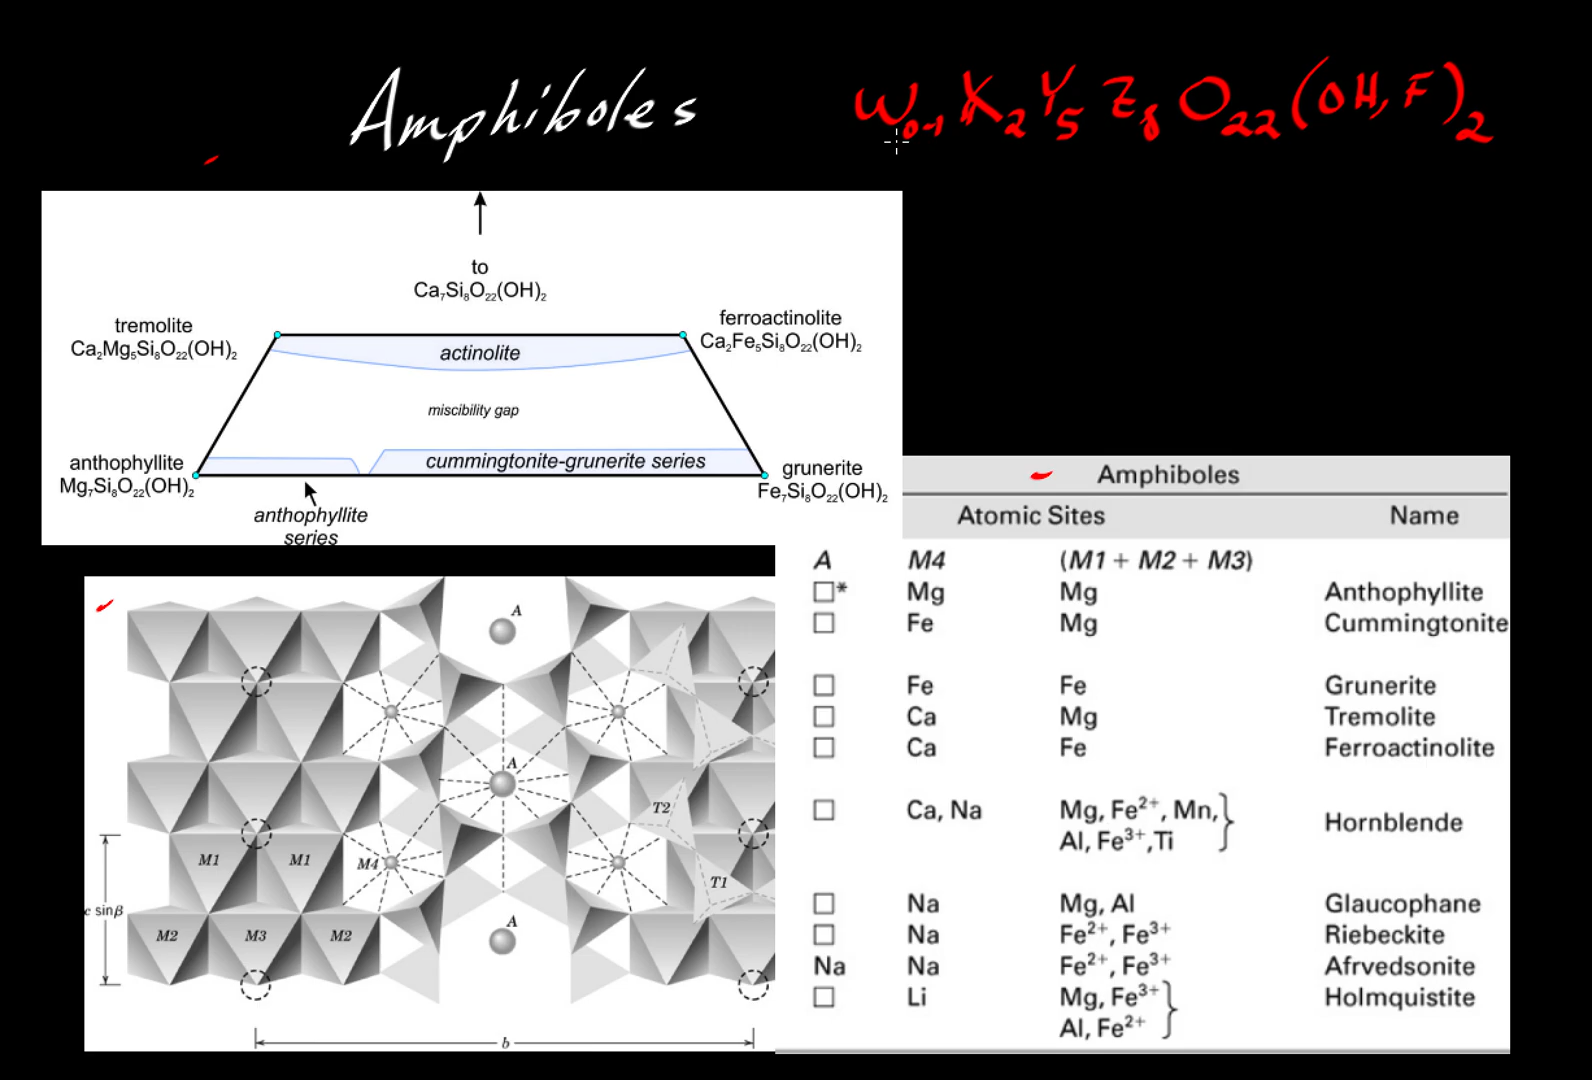 Amphiboles
W₀₋₁ X₂ Y₅ Z₈ O₂₂ (OH, F)₂
to
Ca₇Si₈O₂₂(OH)₂
tremolite
Ca₂Mg₅Si₈O₂₂(OH)₂
ferroactinolite
Ca₂Fe₅Si₈O₂₂(OH)₂
actinolite
miscibility gap
anthophyllite
Mg₇Si₈O₂₂(OH)₂
cummingtonite-grunerite series
grunerite
Fe₇Si₈O₂₂(OH)₂
anthophyllite
series
A
A
M4
T2
T1
M1 M1
c sinβ
M2 M3 M2
A
b
Amphiboles
Atomic Sites Name
A M4 (M1 + M2 + M3)
□* Mg Mg Anthophyllite
□ Fe Mg Cummingtonite
□ Fe Fe Grunerite
□ Ca Mg Tremolite
□ Ca Fe Ferroactinolite
□ Ca, Na Mg, Fe²⁺, Mn, Hornblende
Al, Fe³⁺,Ti
□ Na Mg, Al Glaucophane
□ Na Fe²⁺, Fe³⁺ Riebeckite
Na Na Fe²⁺, Fe³⁺ Afrvedsonite
□ Li Mg, Fe³⁺ Holmquistite
Al, Fe²⁺